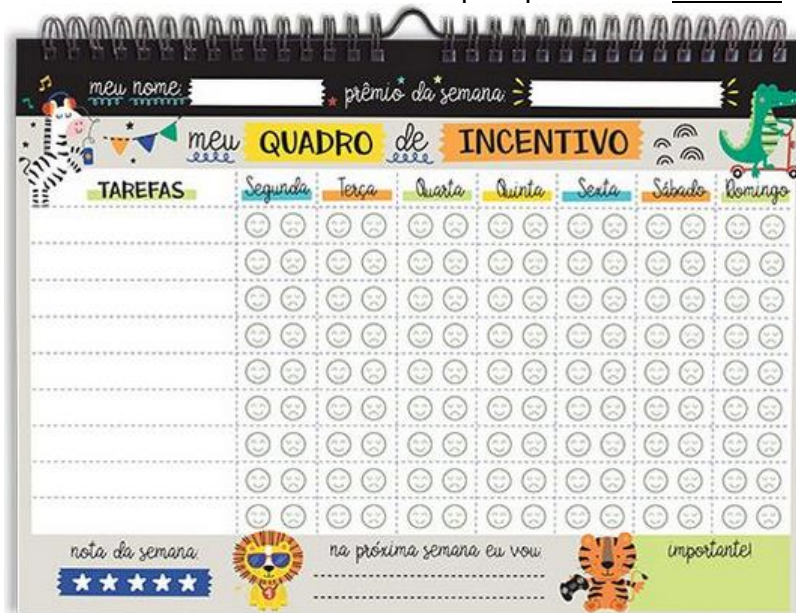 meu nome: prêmio da semana:
meu QUADRO de INCENTIVO
TAREFAS Segunda Terça Quarta Quinta Sexta Sábado Domingo
nota da semana: na próxima semana eu vou: importante!